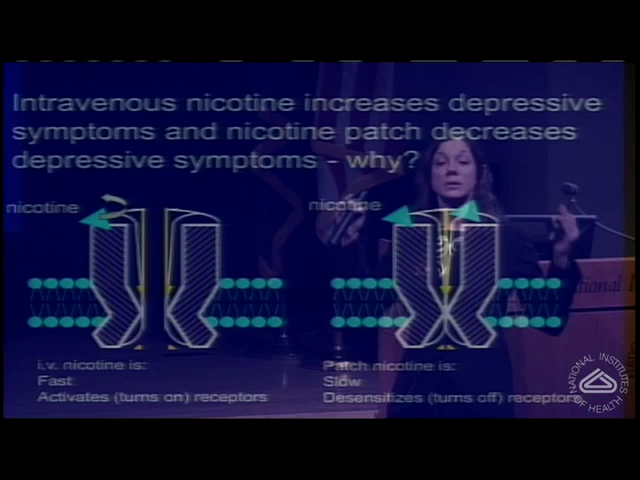 Intravenous nicotine increases depressive
symptoms and nicotine patch decreases
depressive symptoms - why?
nicotine
nicotine
i.v. nicotine is:
Fast
Activates (turns on) receptors
Patch nicotine is:
Slow
Desensitizes (turns off) receptors
NATIONAL INSTITUTES
OF HEALTH